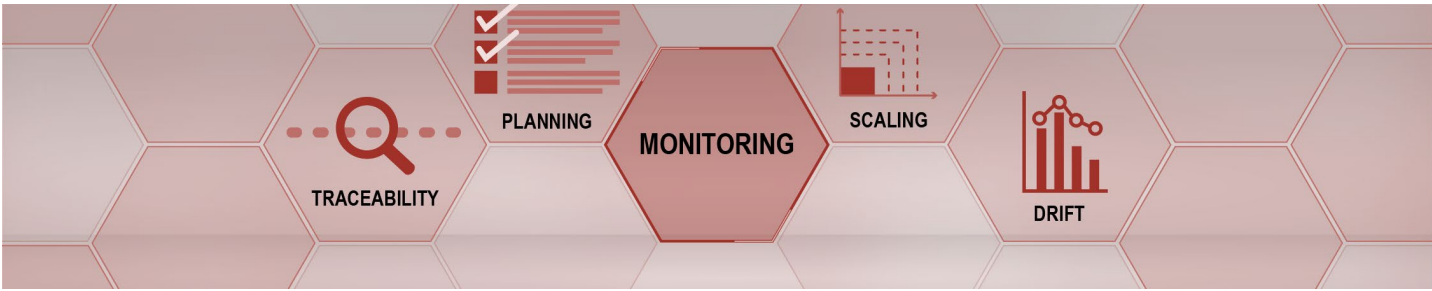 TRACEABILITY
PLANNING
MONITORING
SCALING
DRIFT